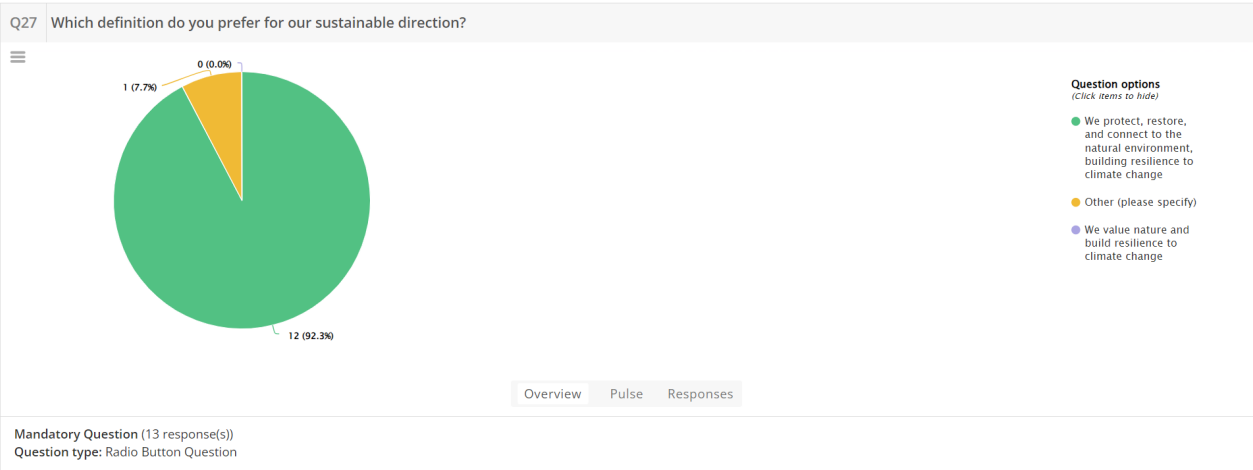 Q27 Which definition do you prefer for our sustainable direction?
0 (0.0%)
1 (7.7%)
12 (92.3%)
Question options
(Click items to hide)
We protect, restore,
and connect to the
natural environment,
building resilience to
climate change
Other (please specify)
We value nature and
build resilience to
climate change
Overview Pulse Responses
Mandatory Question (13 response(s))
Question type: Radio Button Question